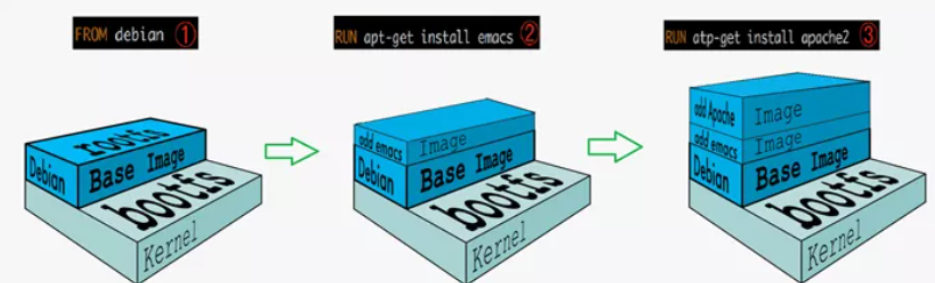 FROM debian ①
RUN apt-get install emacs ②
RUN atp-get install apache2 ③
rootfs
Debian
Base Image
bootfs
Kernel
add emacs
Image
Debian
Base Image
bootfs
Kernel
add Apache
Image
add emacs
Image
Debian
Base Image
bootfs
Kernel